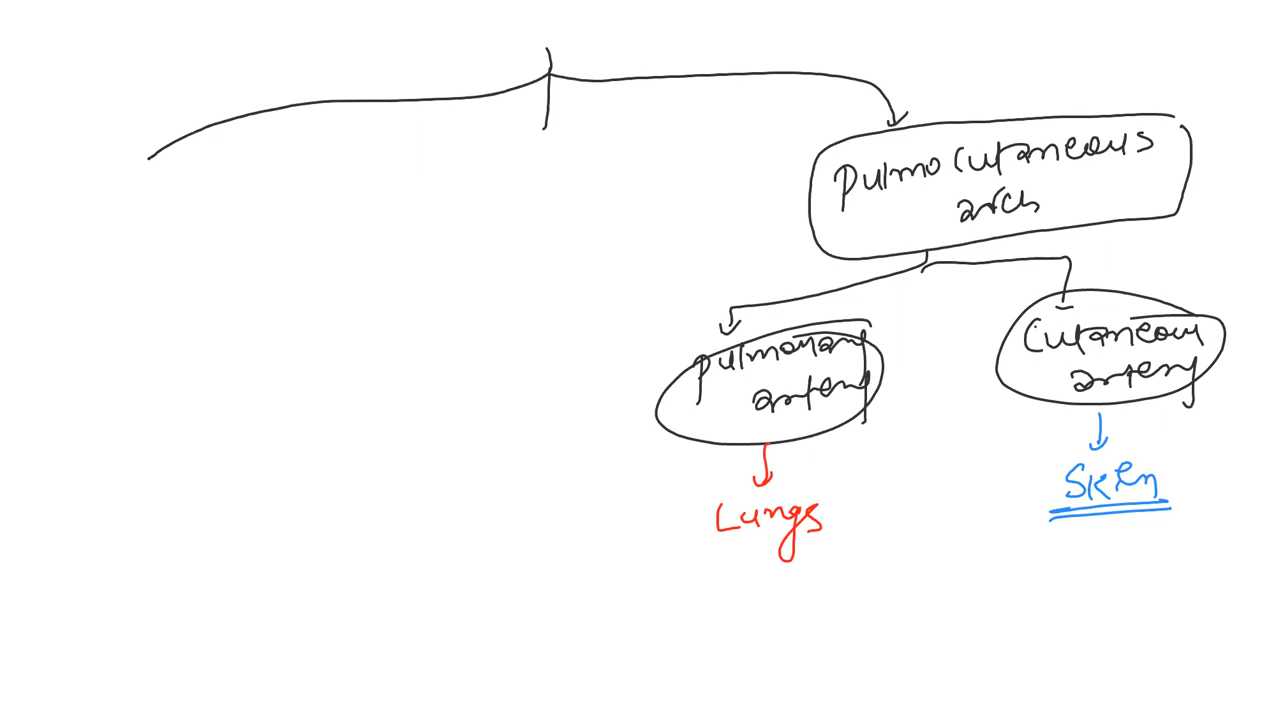 Pulmo cutaneous
arch
Pulmonary
artery
Cutaneous
artery
Lungs
Skin